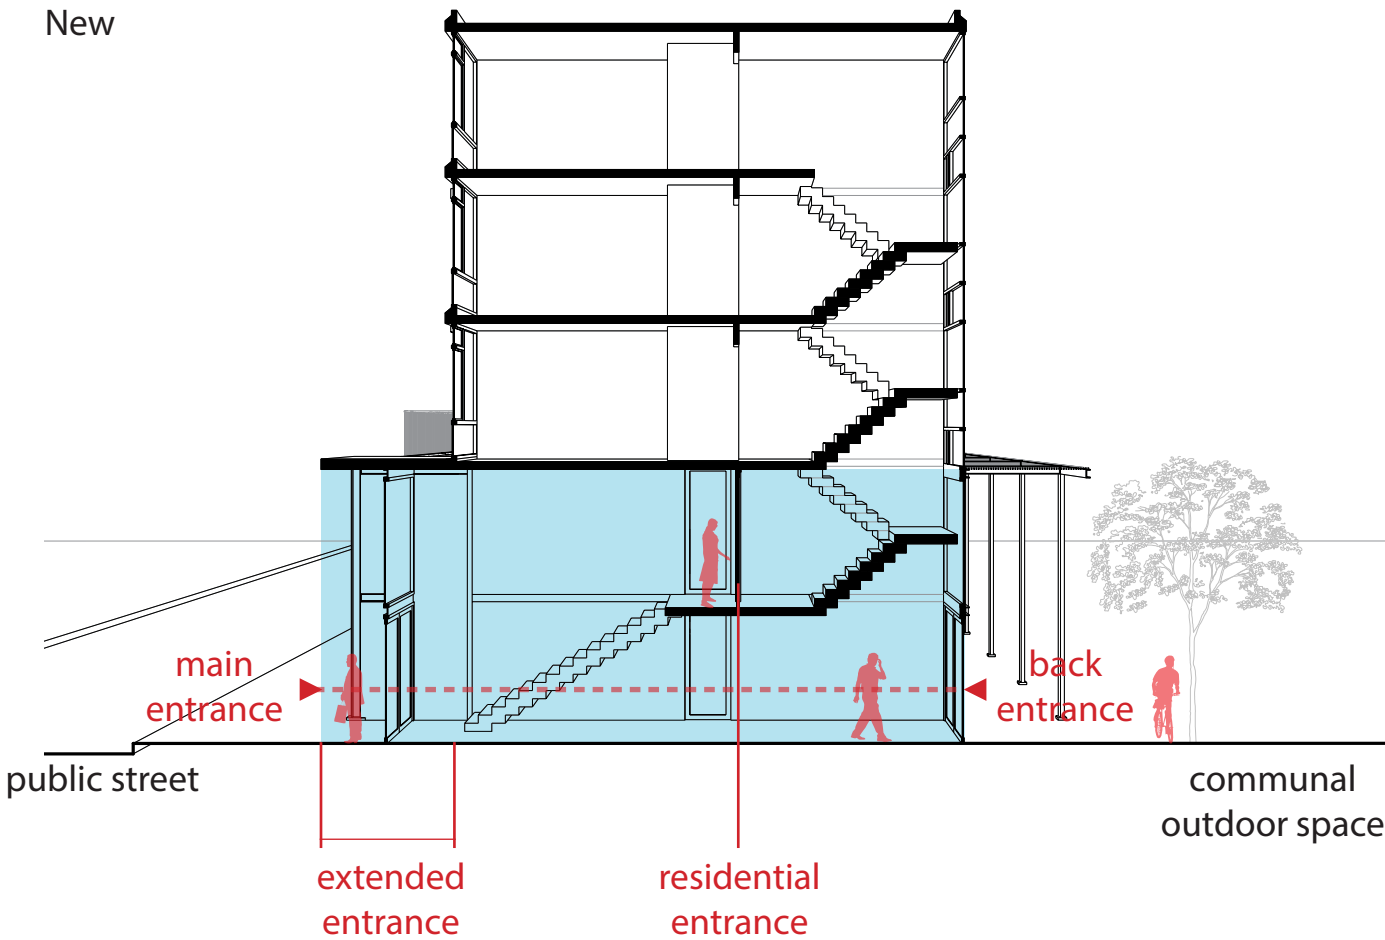 New
main
entrance
back
entrance
public street
communal
outdoor space
extended
entrance
residential
entrance